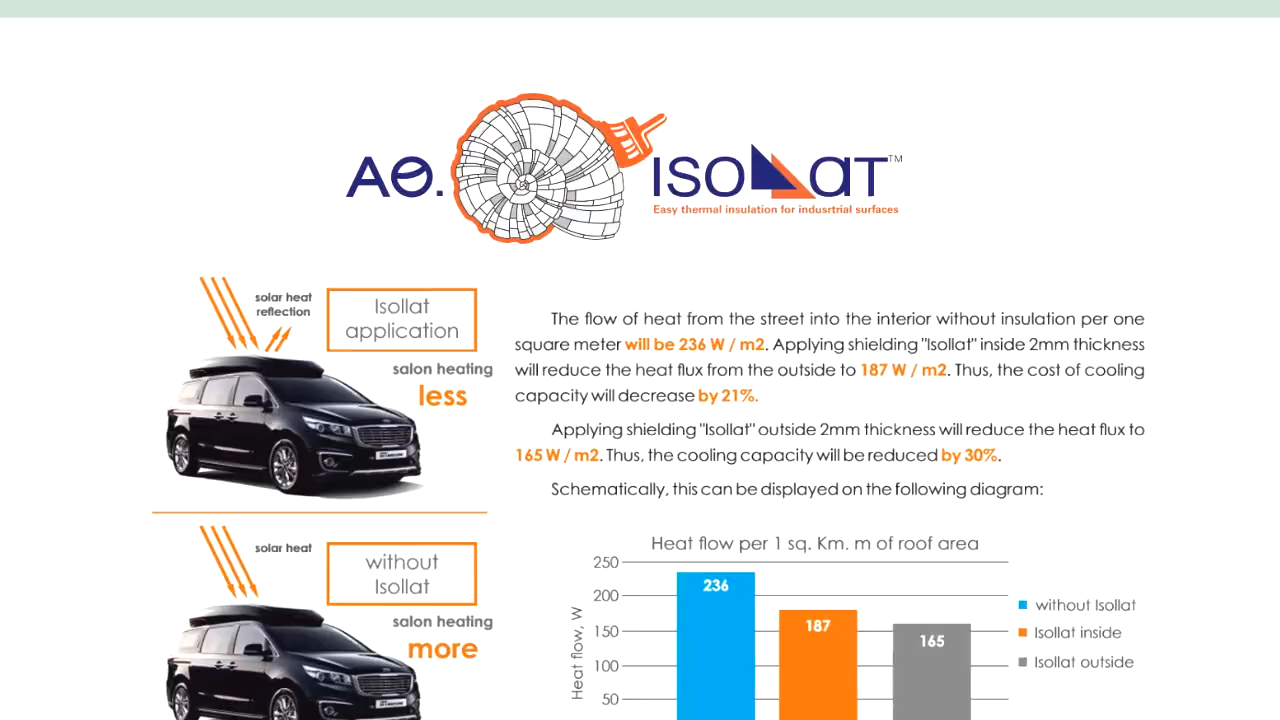 AO.
ISOLLAT™
Easy thermal insulation for indusrtrial surfaces
solar heat
reflection
Isollat
application
salon heating
less
The flow of heat from the street into the interior without insulation per one
square meter will be 236 W / m2. Applying shielding "Isollat" inside 2mm thickness
will reduce the heat flux from the outside to 187 W / m2. Thus, the cost of cooling
capacity will decrease by 21%.
Applying shielding "Isollat" outside 2mm thickness will reduce the heat flux to
165 W / m2. Thus, the cooling capacity will be reduced by 30%.
Schematically, this can be displayed on the following diagram:
solar heat
without
Isollat
salon heating
more
Heat flow per 1 sq. Km. m of roof area
Heat flow, W
250
200
150
100
50
236
187
165
without Isollat
Isollat inside
Isollat outside